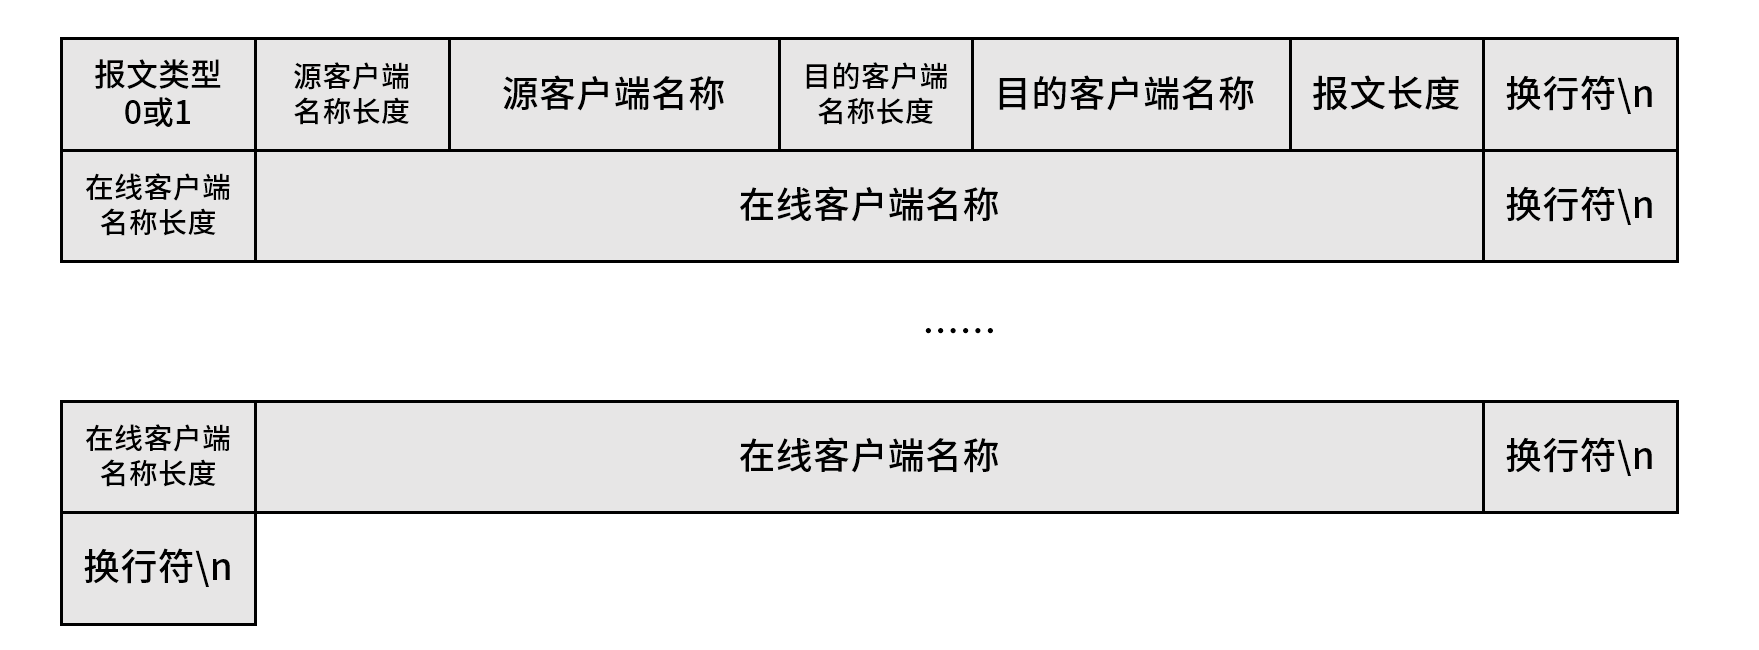 报文类型
0或1
源客户端
名称长度
源客户端名称
目的客户端
名称长度
目的客户端名称
报文长度
换行符\n
在线客户端
名称长度
在线客户端名称
换行符\n
……
在线客户端
名称长度
在线客户端名称
换行符\n
换行符\n